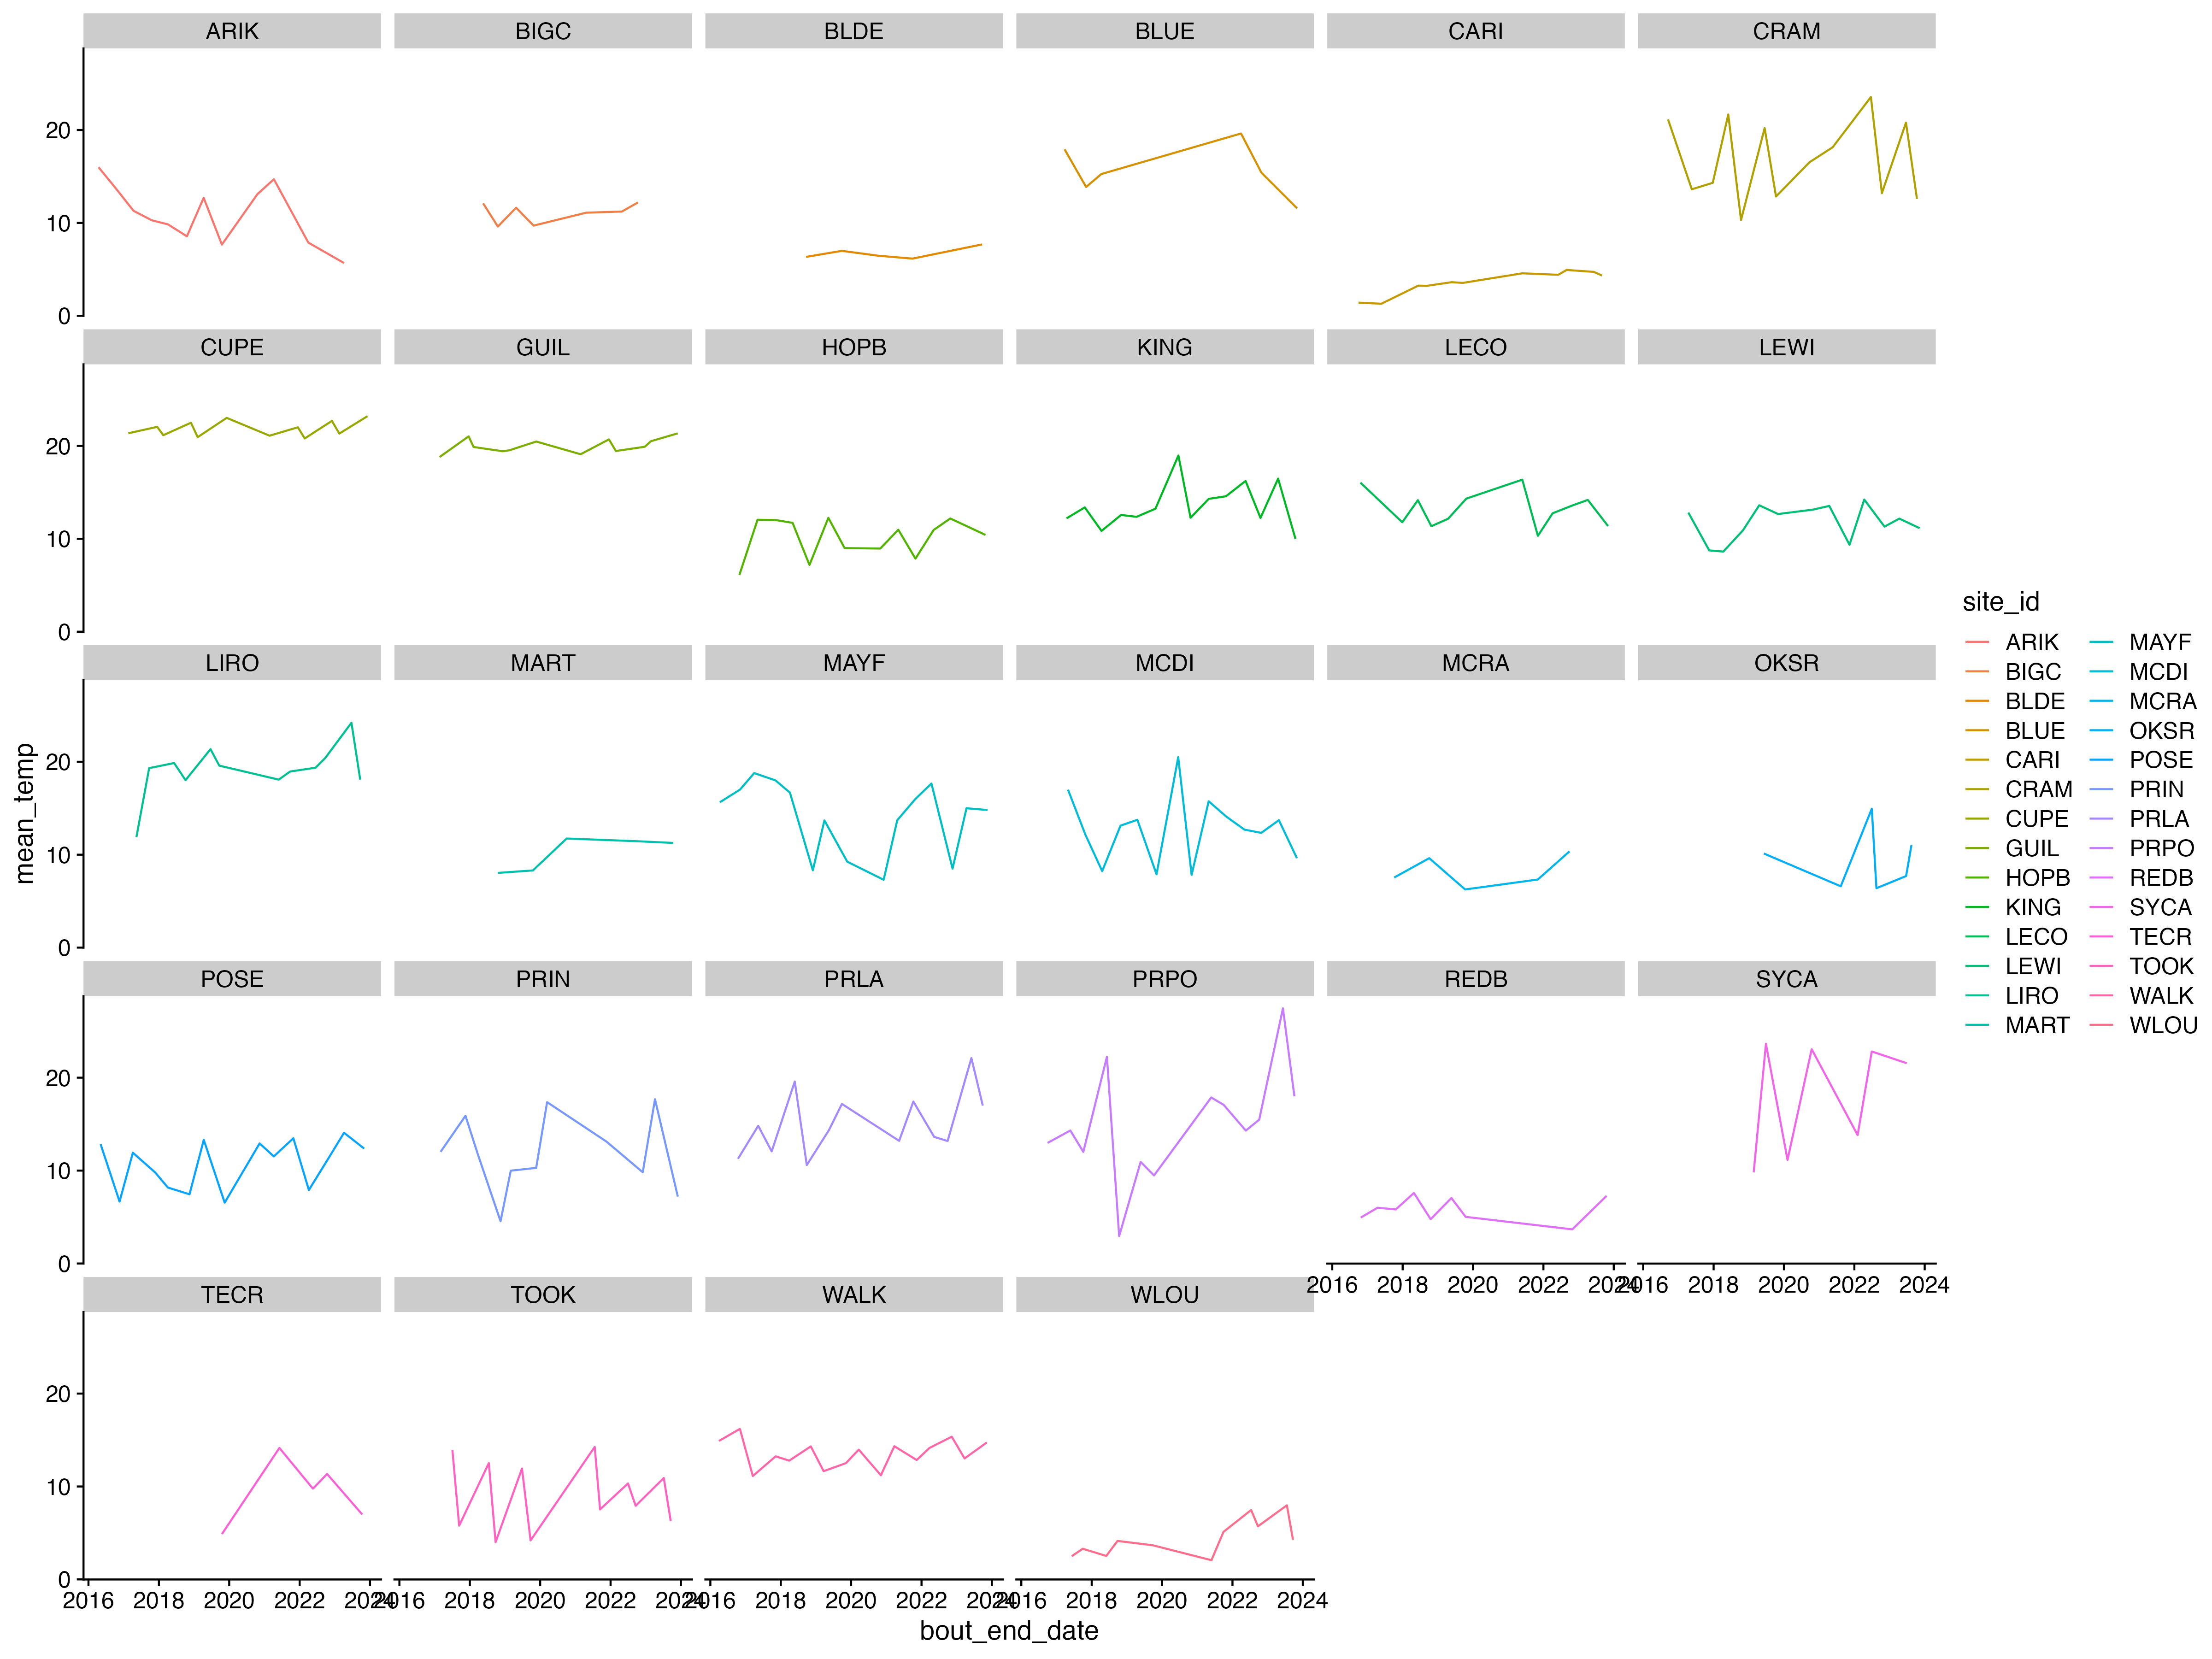 ARIK BIGC BLDE BLUE CARI CRAM
20
10
0
CUPE GUIL HOPB KING LECO LEWI
20
10
0
LIRO MART MAYF MCDI MCRA OKSR
20
10
0
POSE PRIN PRLA PRPO REDB SYCA
20
10
0
2016 2018 2020 2022 2024 2016 2018 2020 2022 2024
TECR TOOK WALK WLOU
20
10
0
2016 2018 2020 2022 2024 2016 2018 2020 2022 2024 2016 2018 2020 2022 2024 2016 2018 2020 2022 2024
bout_end_date
mean_temp
site_id
ARIK MAYF
BIGC MCDI
BLDE MCRA
BLUE OKSR
CARI POSE
CRAM PRIN
CUPE PRLA
GUIL PRPO
HOPB REDB
KING SYCA
LECO TECR
LEWI TOOK
LIRO WALK
MART WLOU